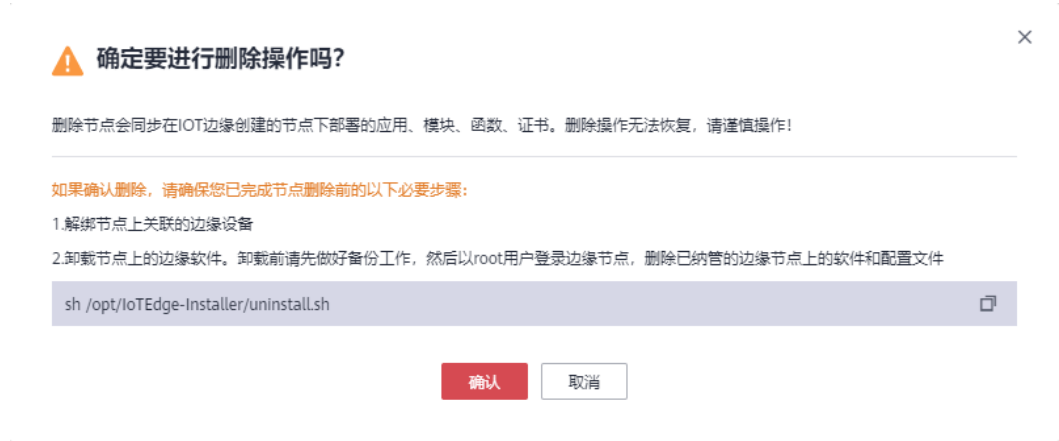 确定要进行删除操作吗？
删除节点会同步在IOT边缘创建的节点下部署的应用、模块、函数、证书。删除操作无法恢复，请谨慎操作！
如果确认删除，请确保您已完成节点删除前的以下必要步骤：
1.解绑节点上关联的边缘设备
2.卸载节点上的边缘软件。卸载前请先做好备份工作，然后以root用户登录边缘节点，删除已纳管的边缘节点上的软件和配置文件
sh /opt/IoTEdge-Installer/uninstall.sh
确认 取消